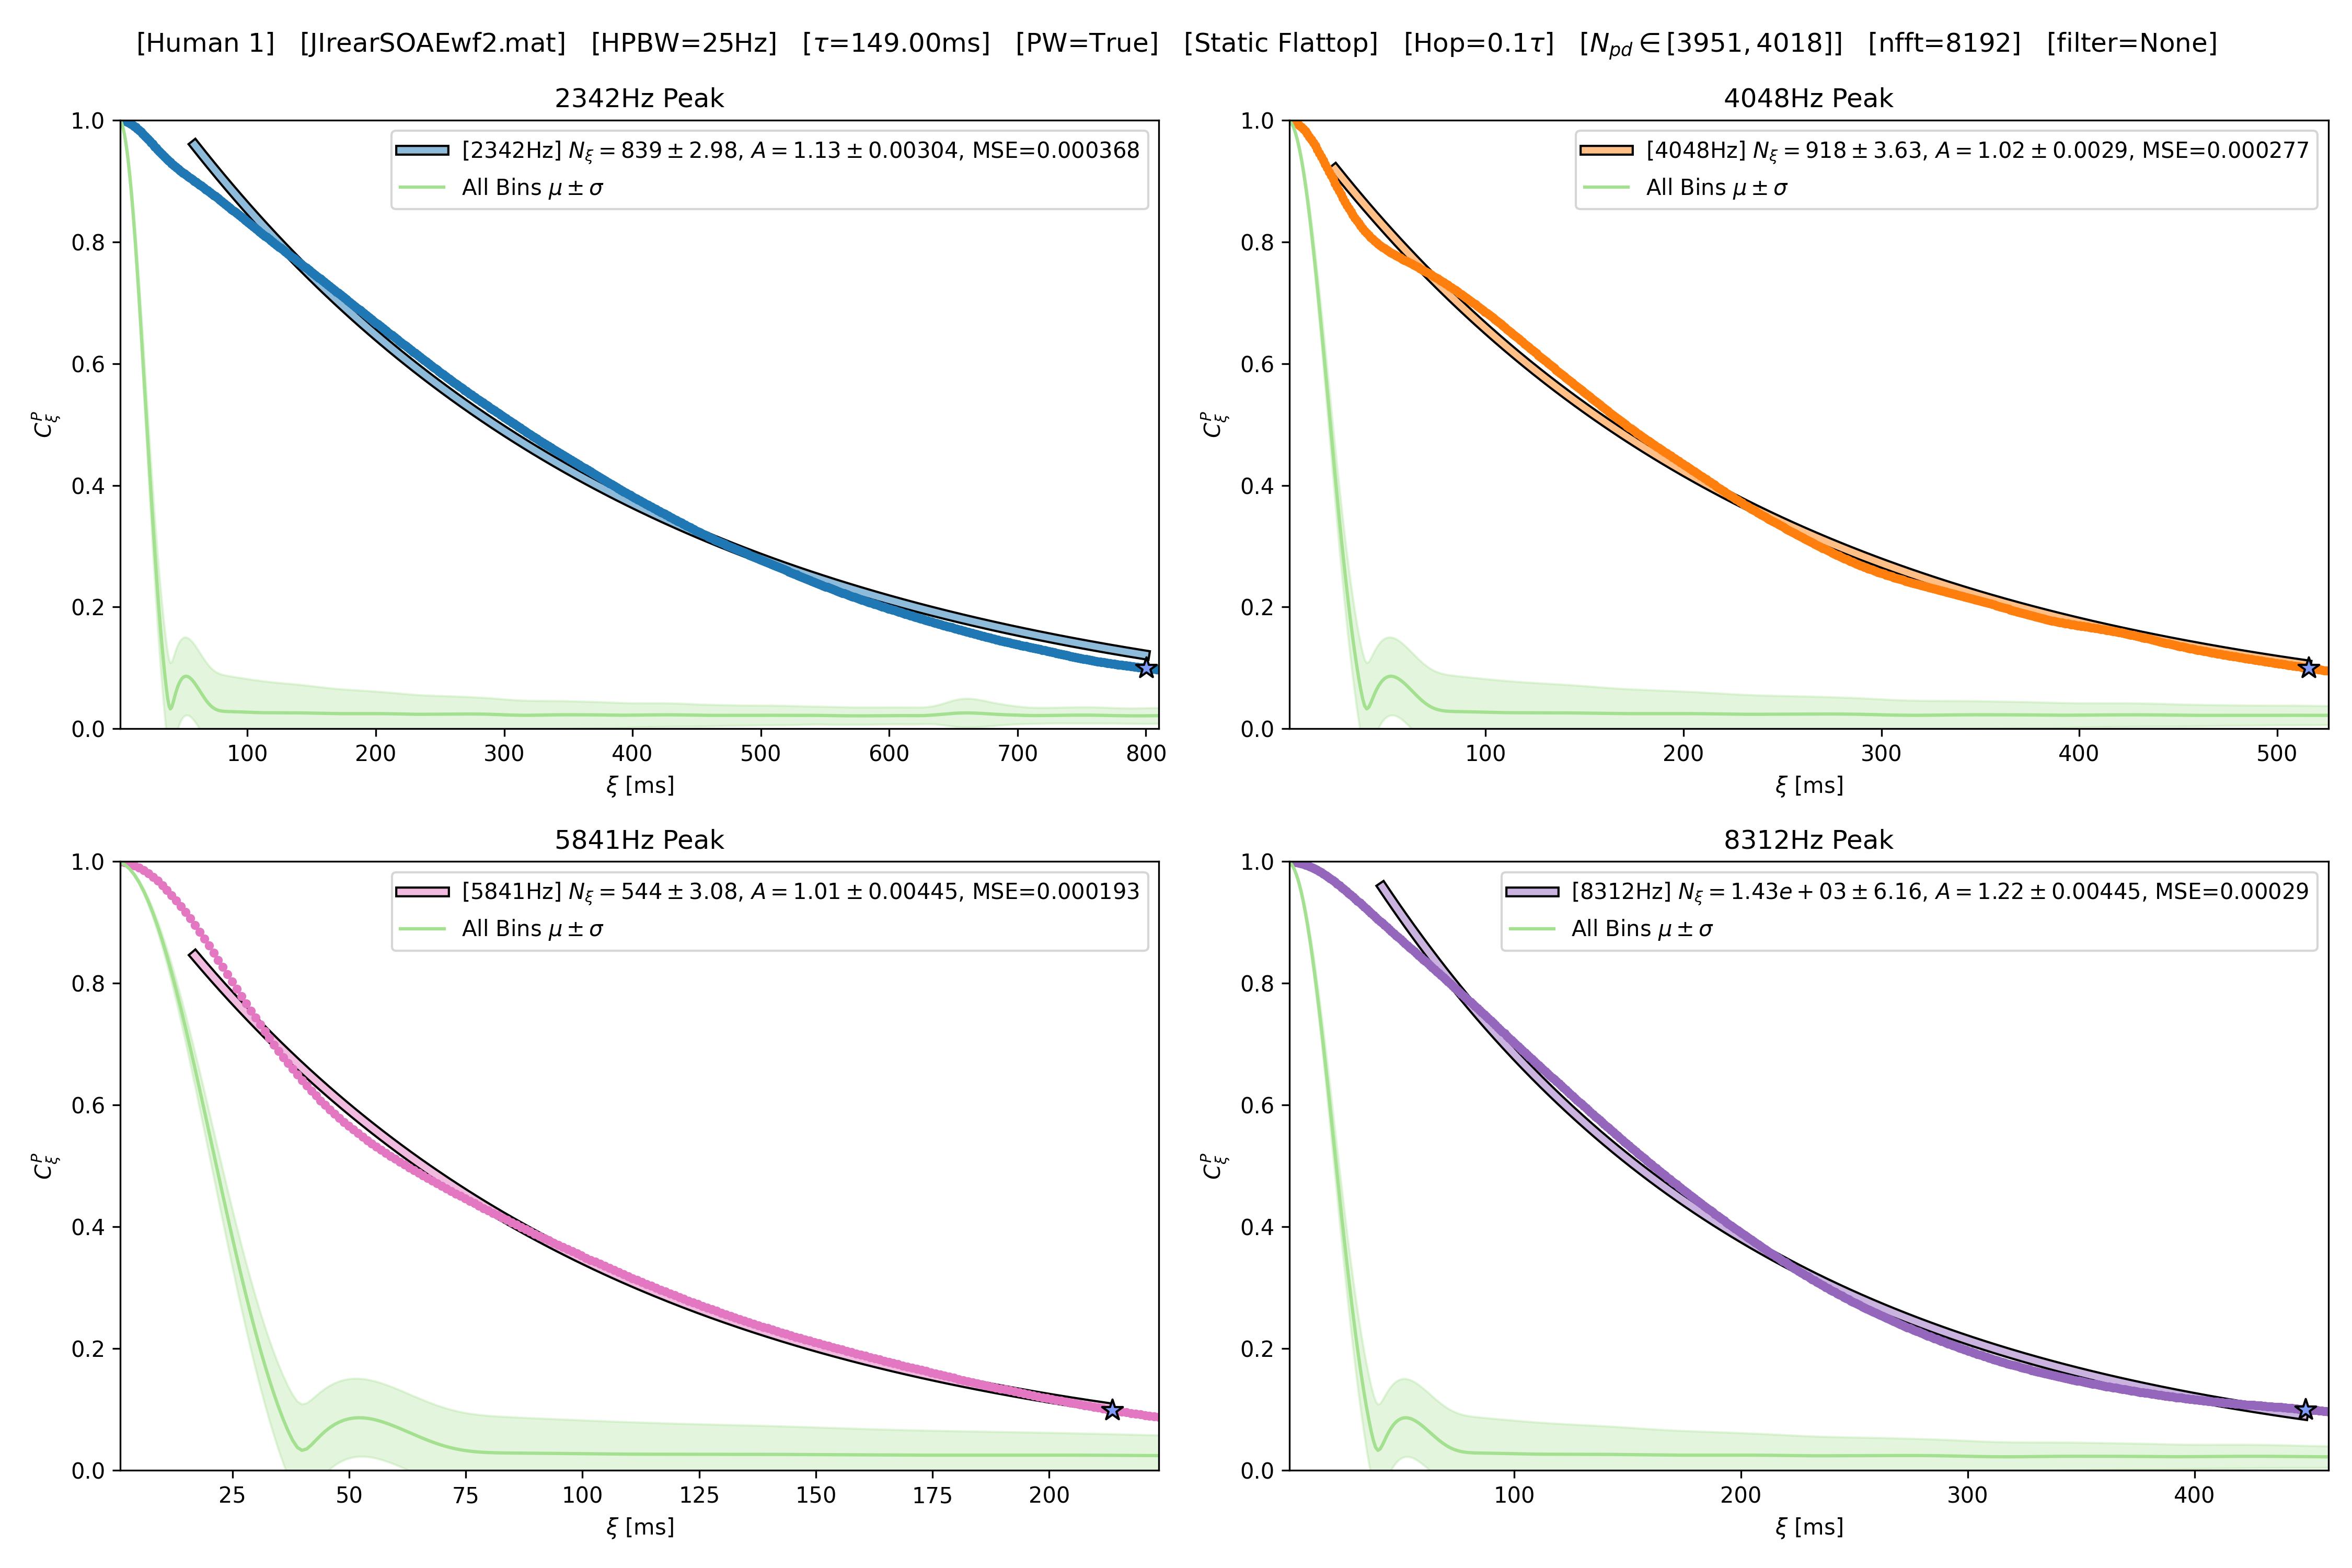 [Human 1] [JIrearSOAEwf2.mat] [HPBW=25Hz] [τ=149.00ms] [PW=True] [Static Flattop] [Hop=0.1τ] [N_pd ∈ [3951, 4018]] [nfft=8192] [filter=None]
2342Hz Peak
[2342Hz] N_ξ = 839 ± 2.98, A = 1.13 ± 0.00304, MSE=0.000368
All Bins μ ± σ
1.0
0.8
0.6
0.4
0.2
0.0
C_ξ^P
100 200 300 400 500 600 700 800
ξ [ms]
4048Hz Peak
[4048Hz] N_ξ = 918 ± 3.63, A = 1.02 ± 0.0029, MSE=0.000277
All Bins μ ± σ
1.0
0.8
0.6
0.4
0.2
0.0
C_ξ^P
100 200 300 400 500
ξ [ms]
5841Hz Peak
[5841Hz] N_ξ = 544 ± 3.08, A = 1.01 ± 0.00445, MSE=0.000193
All Bins μ ± σ
1.0
0.8
0.6
0.4
0.2
0.0
C_ξ^P
25 50 75 100 125 150 175 200
ξ [ms]
8312Hz Peak
[8312Hz] N_ξ = 1.43e + 03 ± 6.16, A = 1.22 ± 0.00445, MSE=0.00029
All Bins μ ± σ
1.0
0.8
0.6
0.4
0.2
0.0
C_ξ^P
100 200 300 400
ξ [ms]